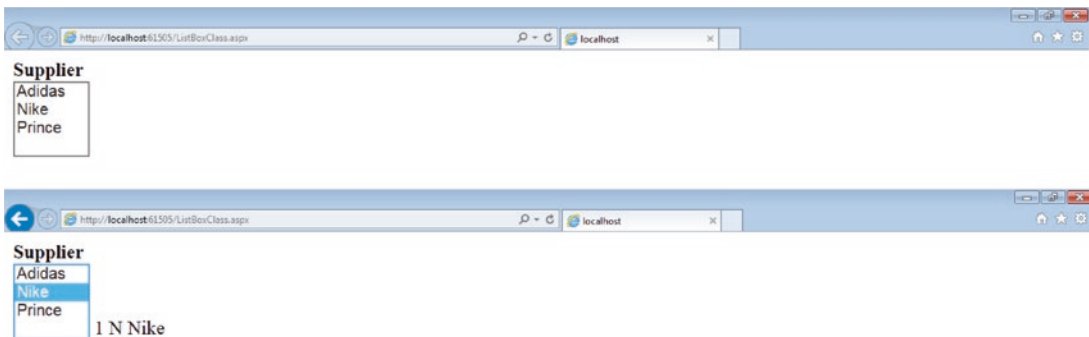 http://localhost:61505/ListBoxClass.aspx
localhost
Supplier
Adidas
Nike
Prince
http://localhost:61505/ListBoxClass.aspx
localhost
Supplier
Adidas
Nike
Prince
1 N Nike